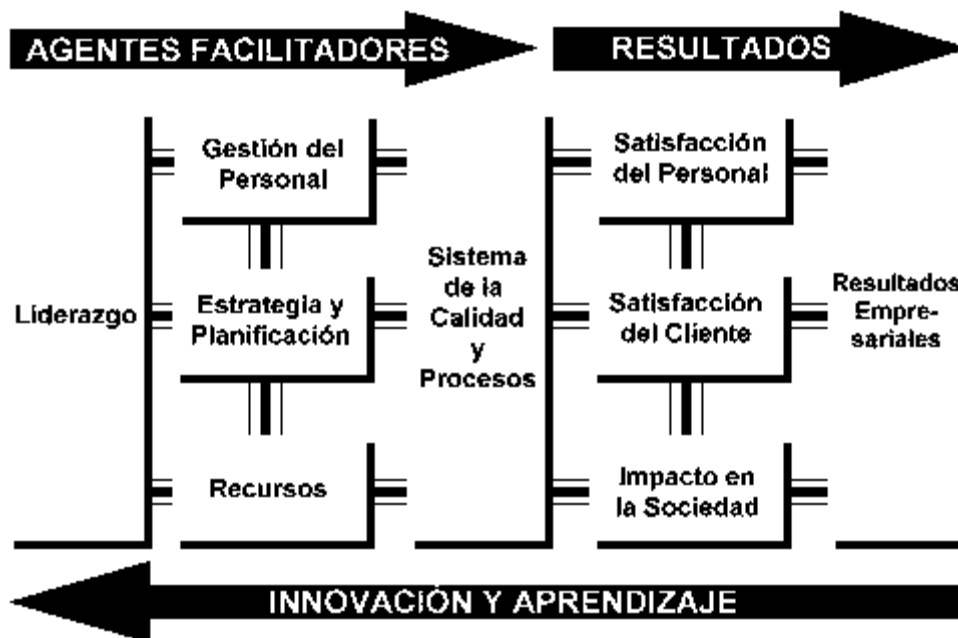 AGENTES FACILITADORES
RESULTADOS
Liderazgo
Gestión del
Personal
Estrategia y
Planificación
Recursos
Sistema
de la
Calidad
y
Procesos
Satisfacción
del Personal
Satisfacción
del Cliente
Impacto en
la Sociedad
Resultados
Empre-
sariales
INNOVACIÓN Y APRENDIZAJE